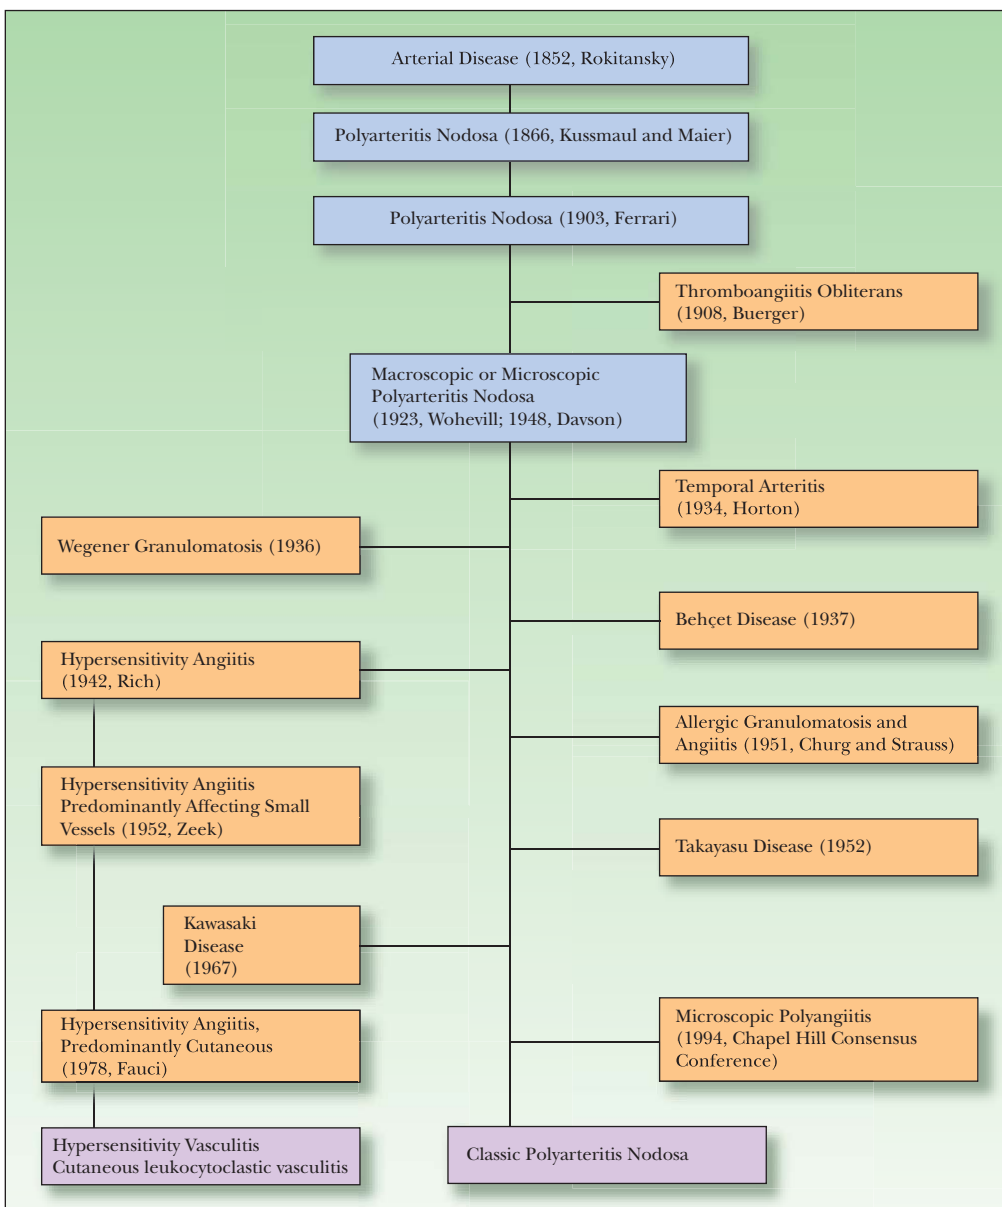 Arterial Disease (1852, Rokitansky)
Polyarteritis Nodosa (1866, Kussmaul and Maier)
Polyarteritis Nodosa (1903, Ferrari)
Thromboangiitis Obliterans
(1908, Buerger)
Macroscopic or Microscopic
Polyarteritis Nodosa
(1923, Wohevill; 1948, Davson)
Temporal Arteritis
(1934, Horton)
Wegener Granulomatosis (1936)
Behçet Disease (1937)
Hypersensitivity Angiitis
(1942, Rich)
Allergic Granulomatosis and
Angiitis (1951, Churg and Strauss)
Hypersensitivity Angiitis
Predominantly Affecting Small
Vessels (1952, Zeek)
Takayasu Disease (1952)
Kawasaki
Disease
(1967)
Microscopic Polyangiitis
(1994, Chapel Hill Consensus
Conference)
Hypersensitivity Angiitis,
Predominantly Cutaneous
(1978, Fauci)
Hypersensitivity Vasculitis
Cutaneous leukocytoclastic vasculitis
Classic Polyarteritis Nodosa